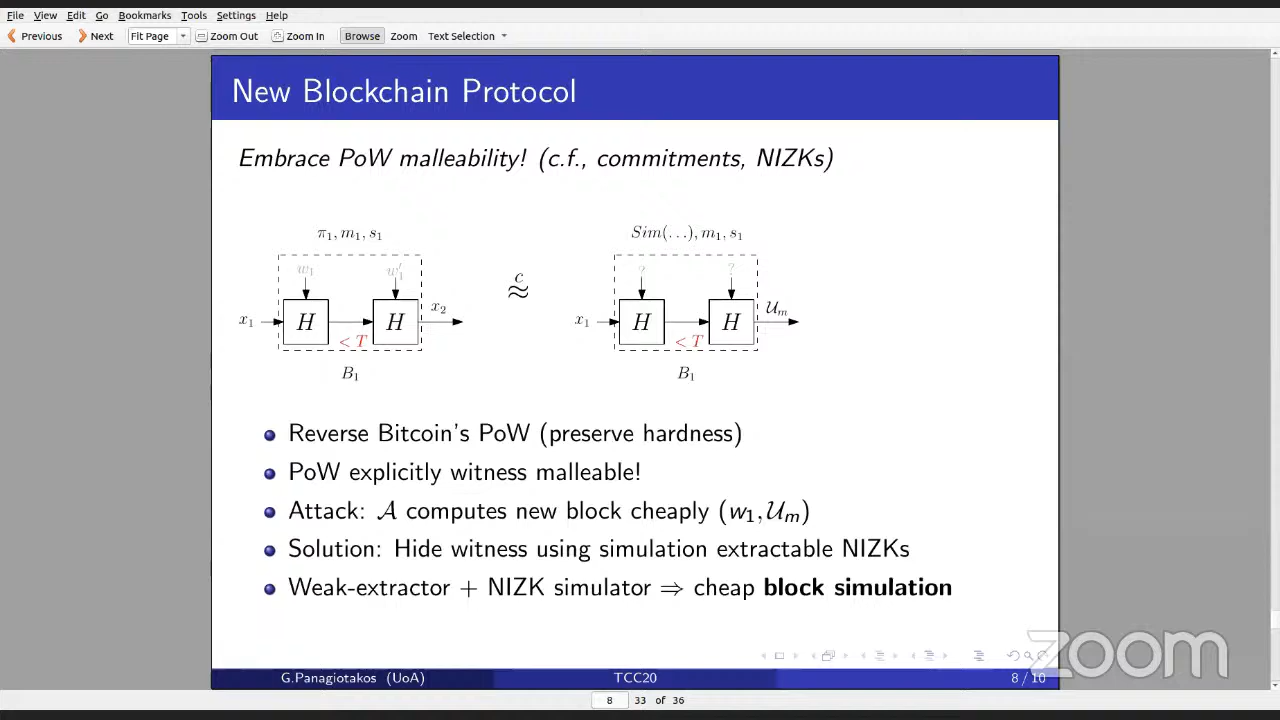 File View Edit Go Bookmarks Tools Settings Help
Previous Next Fit Page Zoom Out Zoom In Browse Zoom Text Selection
New Blockchain Protocol
Embrace PoW malleability! (c.f., commitments, NIZKs)
π₁, m₁, s₁ Sim(...), m₁, s₁
w₁ w₁′ ? ?
c
≈
x₁ H H x₂ x₁ H H 𝒰ₘ
< T < T
B₁ B₁
Reverse Bitcoin's PoW (preserve hardness)
PoW explicitly witness malleable!
Attack: 𝒜 computes new block cheaply (w₁, 𝒰ₘ)
Solution: Hide witness using simulation extractable NIZKs
Weak-extractor + NIZK simulator ⇒ cheap block simulation
zoom
G.Panagiotakos (UoA) TCC20 8 / 10
8 33 of 36